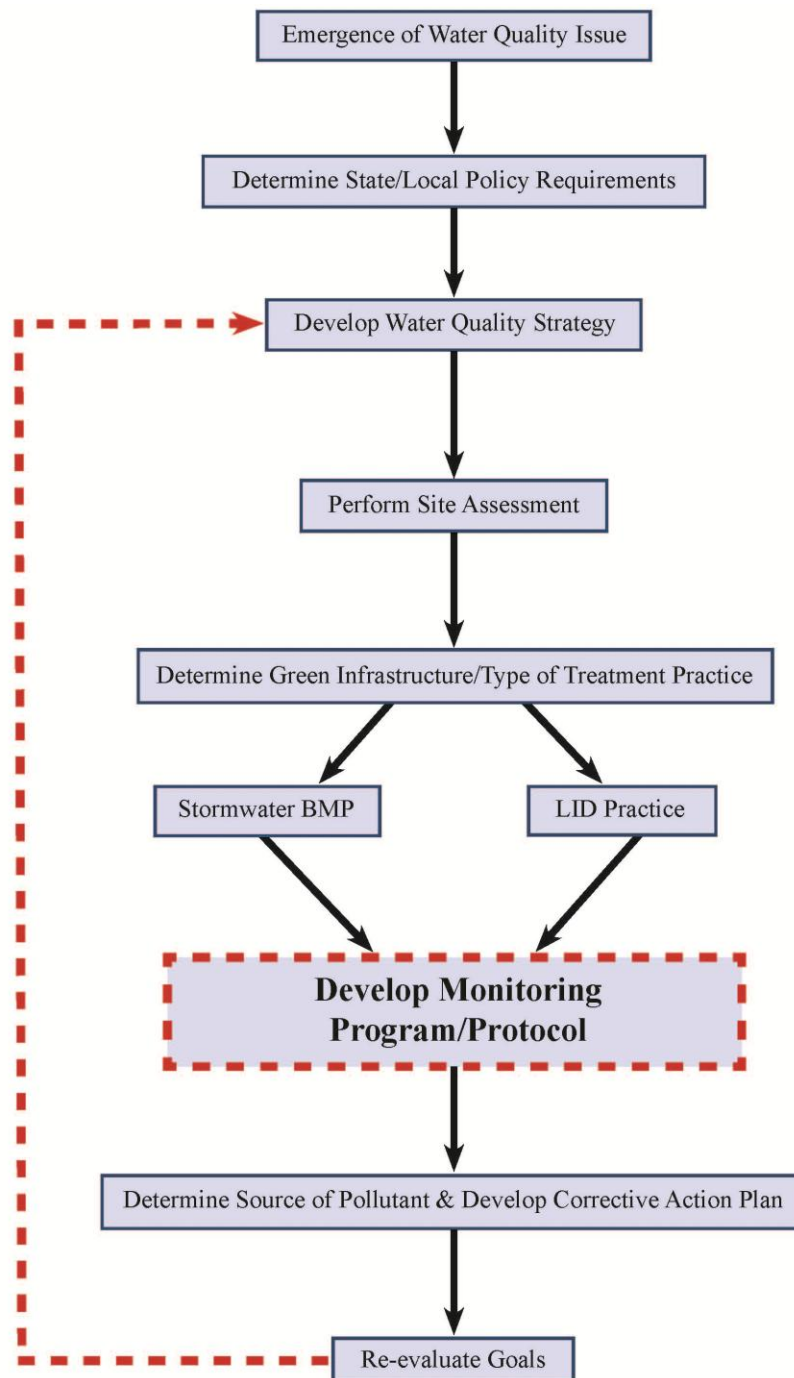 Emergence of Water Quality Issue
Determine State/Local Policy Requirements
Develop Water Quality Strategy
Perform Site Assessment
Determine Green Infrastructure/Type of Treatment Practice
Stormwater BMP
LID Practice
Develop Monitoring
Program/Protocol
Determine Source of Pollutant & Develop Corrective Action Plan
Re-evaluate Goals